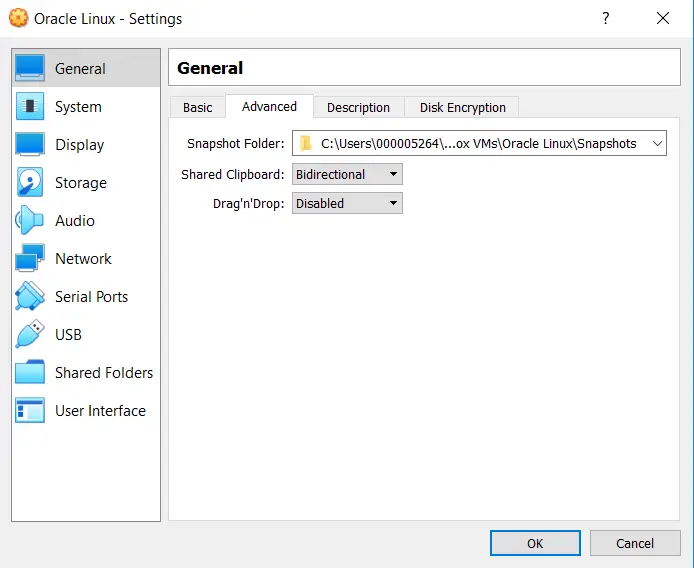 Oracle Linux - Settings
?
General
System
Display
Storage
Audio
Network
Serial Ports
USB
Shared Folders
User Interface
General
Basic Advanced Description Disk Encryption
Snapshot Folder: C:\Users\000005264\...ox VMs\Oracle Linux\Snapshots
Shared Clipboard: Bidirectional
Drag'n'Drop: Disabled
OK Cancel